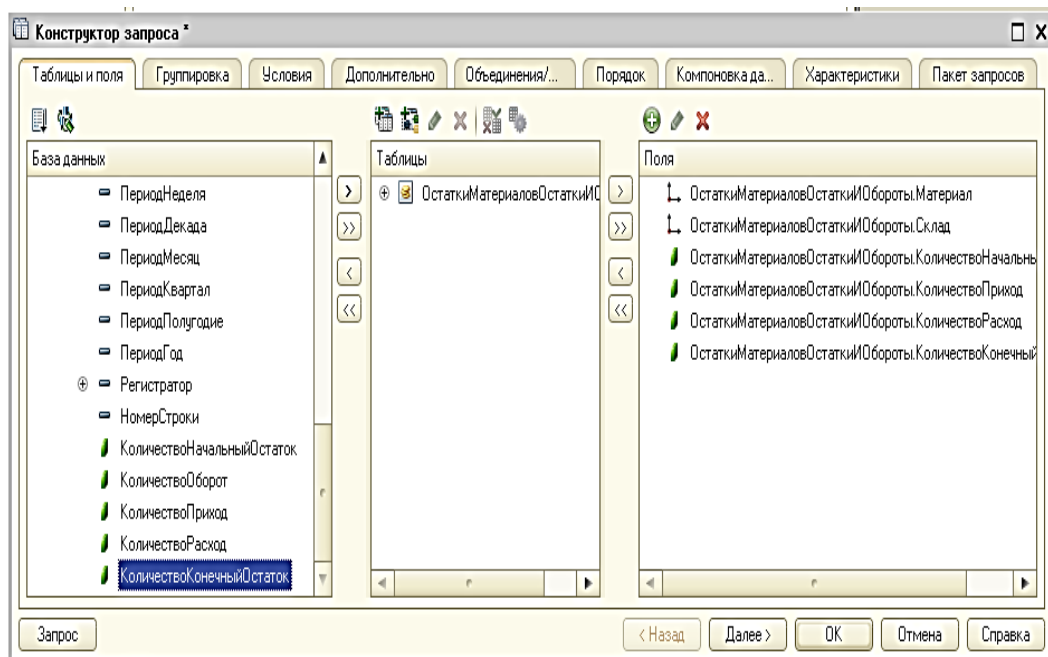 Конструктор запроса *
Таблицы и поля
Группировка
Условия
Дополнительно
Объединения/...
Порядок
Компоновка да...
Характеристики
Пакет запросов
База данных
ПериодНеделя
ПериодДекада
ПериодМесяц
ПериодКвартал
ПериодПолугодие
ПериодГод
Регистратор
НомерСтроки
КоличествоНачальныйОстаток
КоличествоОборот
КоличествоПриход
КоличествоРасход
КоличествоКонечныйОстаток
Таблицы
ОстаткиМатериаловОстаткиИО
Поля
ОстаткиМатериаловОстаткиИОбороты.Материал
ОстаткиМатериаловОстаткиИОбороты.Склад
ОстаткиМатериаловОстаткиИОбороты.КоличествоНачальны
ОстаткиМатериаловОстаткиИОбороты.КоличествоПриход
ОстаткиМатериаловОстаткиИОбороты.КоличествоРасход
ОстаткиМатериаловОстаткиИОбороты.КоличествоКонечный
Запрос
< Назад
Далее >
ОК
Отмена
Справка